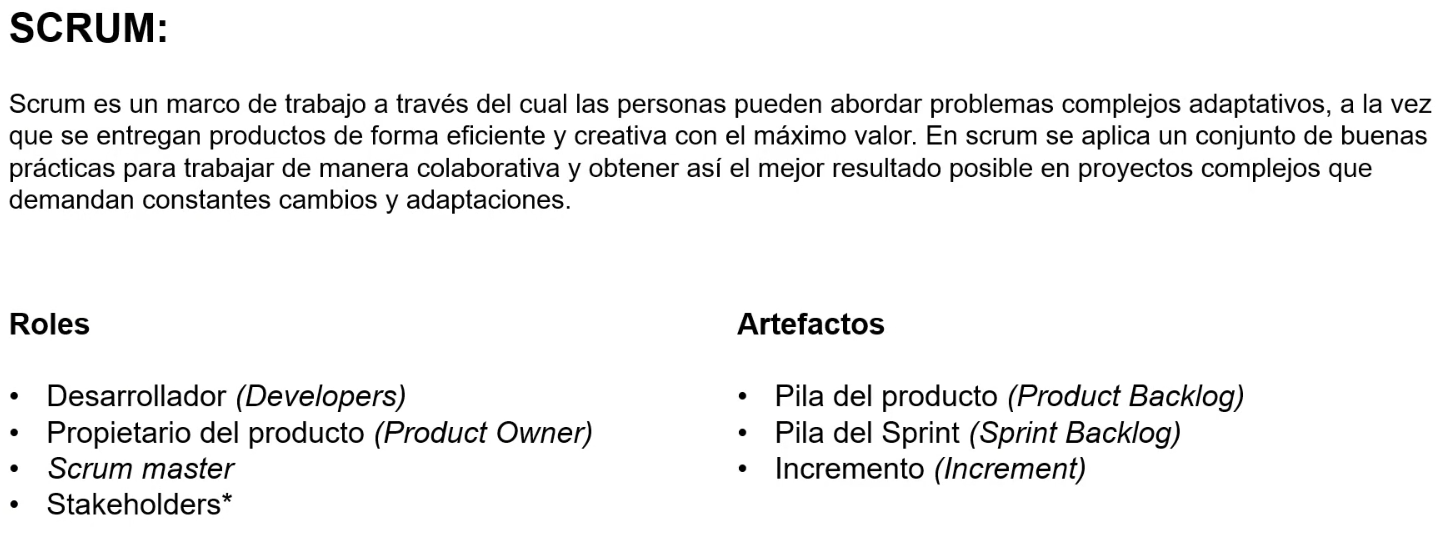 SCRUM:
Scrum es un marco de trabajo a través del cual las personas pueden abordar problemas complejos adaptativos, a la vez
que se entregan productos de forma eficiente y creativa con el máximo valor. En scrum se aplica un conjunto de buenas
prácticas para trabajar de manera colaborativa y obtener así el mejor resultado posible en proyectos complejos que
demandan constantes cambios y adaptaciones.
Roles
• Desarrollador (Developers)
• Propietario del producto (Product Owner)
• Scrum master
• Stakeholders*
Artefactos
• Pila del producto (Product Backlog)
• Pila del Sprint (Sprint Backlog)
• Incremento (Increment)